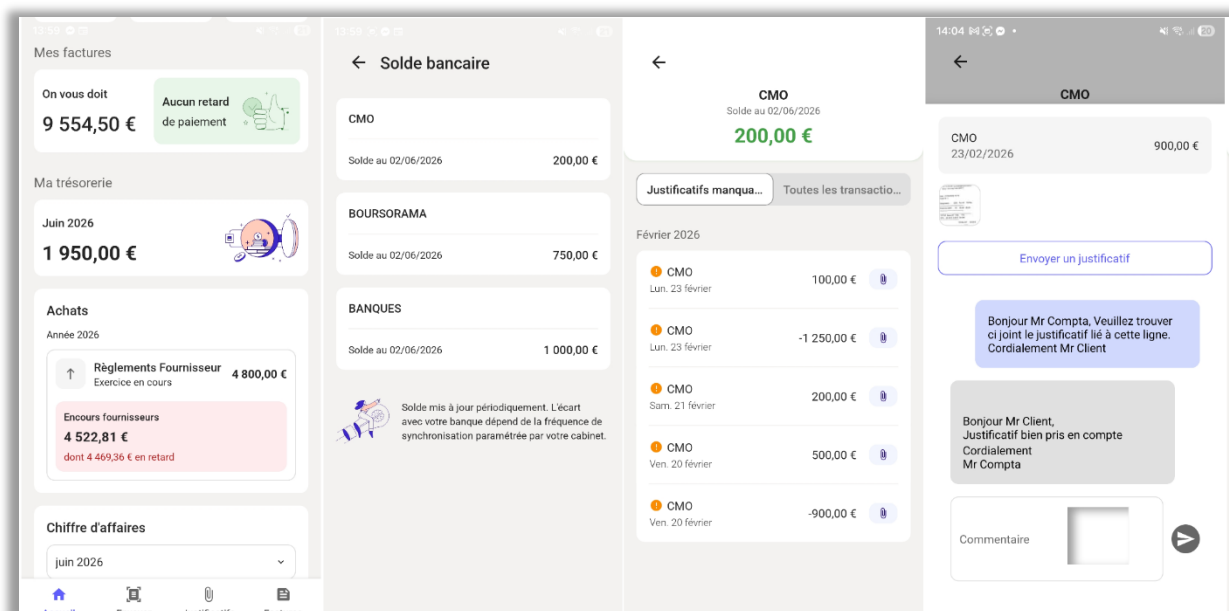 13:59
Mes factures
On vous doit
9 554,50 €
Aucun retard
de paiement
Ma trésorerie
Juin 2026
1 950,00 €
Achats
Année 2026
Règlements Fournisseur
Exercice en cours
4 800,00 €
Encours fournisseurs
4 522,81 €
dont 4 469,36 € en retard
Chiffre d'affaires
juin 2026
13:59
Solde bancaire
CMO
Solde au 02/06/2026 200,00 €
BOURSORAMA
Solde au 02/06/2026 750,00 €
BANQUES
Solde au 02/06/2026 1 000,00 €
Solde mis à jour périodiquement. L'écart
avec votre banque dépend de la fréquence de
synchronisation paramétrée par votre cabinet.
CMO
Solde au 02/06/2026
200,00 €
Justificatifs manqua... Toutes les transactio...
Février 2026
CMO
Lun. 23 février
100,00 €
CMO
Lun. 23 février
-1 250,00 €
CMO
Sam. 21 février
200,00 €
CMO
Ven. 20 février
500,00 €
CMO
Ven. 20 février
-900,00 €
14:04
20
CMO
CMO
23/02/2026
900,00 €
Envoyer un justificatif
Bonjour Mr Compta, Veuillez trouver
ci joint le justificatif lié à cette ligne.
Cordialement Mr Client
Bonjour Mr Client,
Justificatif bien pris en compte
Cordialement
Mr Compta
Commentaire